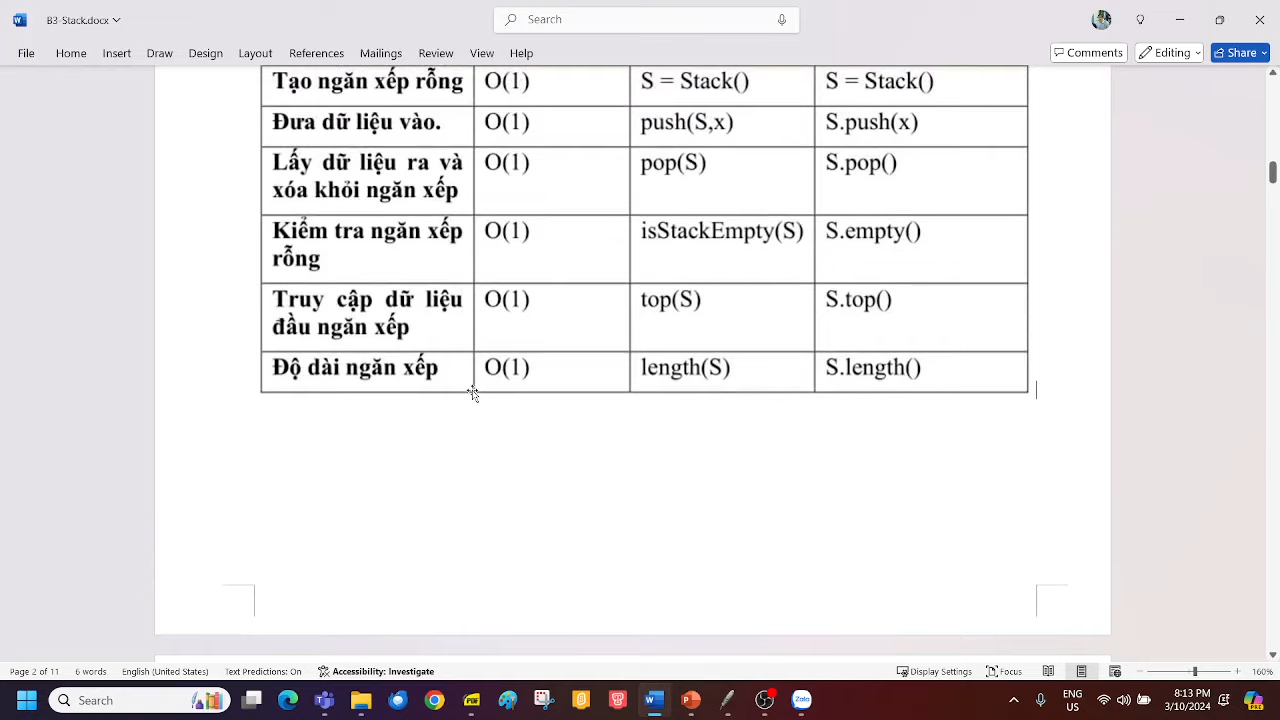 B3-Stack.docx
Search
File Home Insert Draw Design Layout References Mailings Review View Help
Comments Editing Share
Tạo ngăn xếp rỗng O(1) S = Stack() S = Stack()
Đưa dữ liệu vào. O(1) push(S,x) S.push(x)
Lấy dữ liệu ra và O(1) pop(S) S.pop()
xóa khỏi ngăn xếp
Kiểm tra ngăn xếp O(1) isStackEmpty(S) S.empty()
rỗng
Truy cập dữ liệu O(1) top(S) S.top()
đầu ngăn xếp
Độ dài ngăn xếp O(1) length(S) S.length()
Page 2 of 11 6 words English (United States) Text Predictions: On Accessibility: Investigate Display Settings Focus 160%
Search ENG 8:13 PM
US 3/10/2024